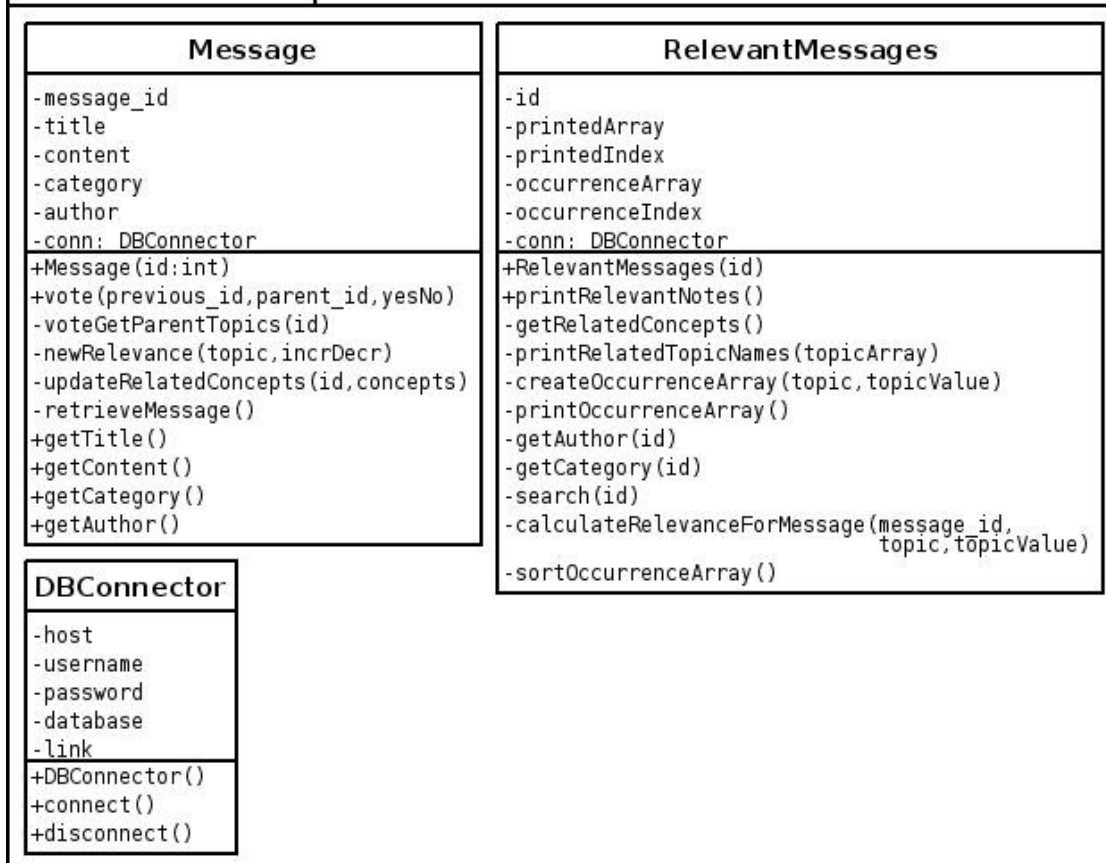 Message
-message_id
-title
-content
-category
-author
-conn: DBConnector
+Message(id:int)
+vote(previous_id,parent_id,yesNo)
-voteGetParentTopics(id)
-newRelevance(topic,incrDecr)
-updateRelatedConcepts(id,concepts)
-retrieveMessage()
+getTitle()
+getContent()
+getCategory()
+getAuthor()
RelevantMessages
-id
-printedArray
-printedIndex
-occurrenceArray
-occurrenceIndex
-conn: DBConnector
+RelevantMessages(id)
+printRelevantNotes()
-getRelatedConcepts()
-printRelatedTopicNames(topicArray)
-createOccurrenceArray(topic,topicValue)
-printOccurrenceArray()
-getAuthor(id)
-getCategory(id)
-search(id)
-calculateRelevanceForMessage(message_id,
topic,topicValue)
-sortOccurrenceArray()
DBConnector
-host
-username
-password
-database
-link
+DBConnector()
+connect()
+disconnect()